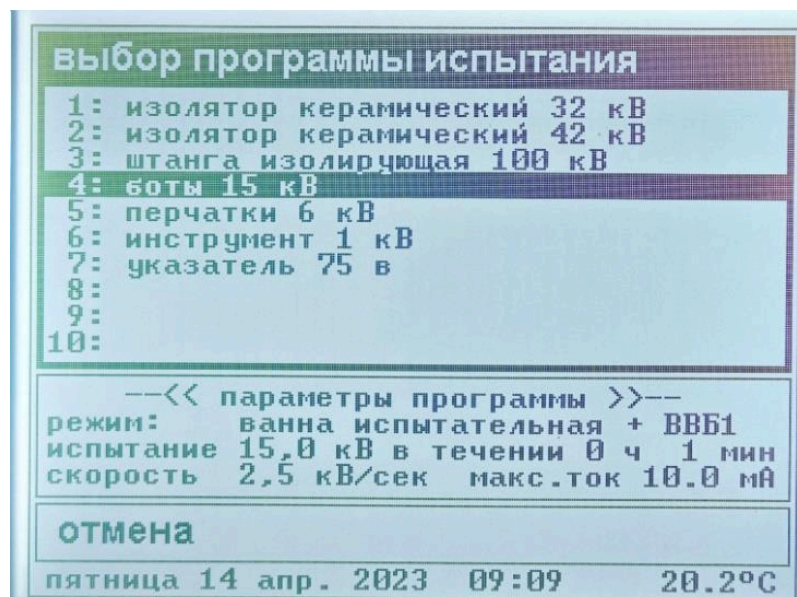 выбор программы испытания
1: изолятор керамический 32 кВ
2: изолятор керамический 42 кВ
3: штанга изолирующая 100 кВ
4: боты 15 кВ
5: перчатки 6 кВ
6: инструмент 1 кВ
7: указатель 75 в
8:
9:
10:
--<< параметры программы >>--
режим: ванна испытательная + ВВБ1
испытание 15,0 кВ в течении 0 ч 1 мин
скорость 2,5 кВ/сек макс.ток 10.0 мА
отмена
пятница 14 апр. 2023 09:09 20.2°C